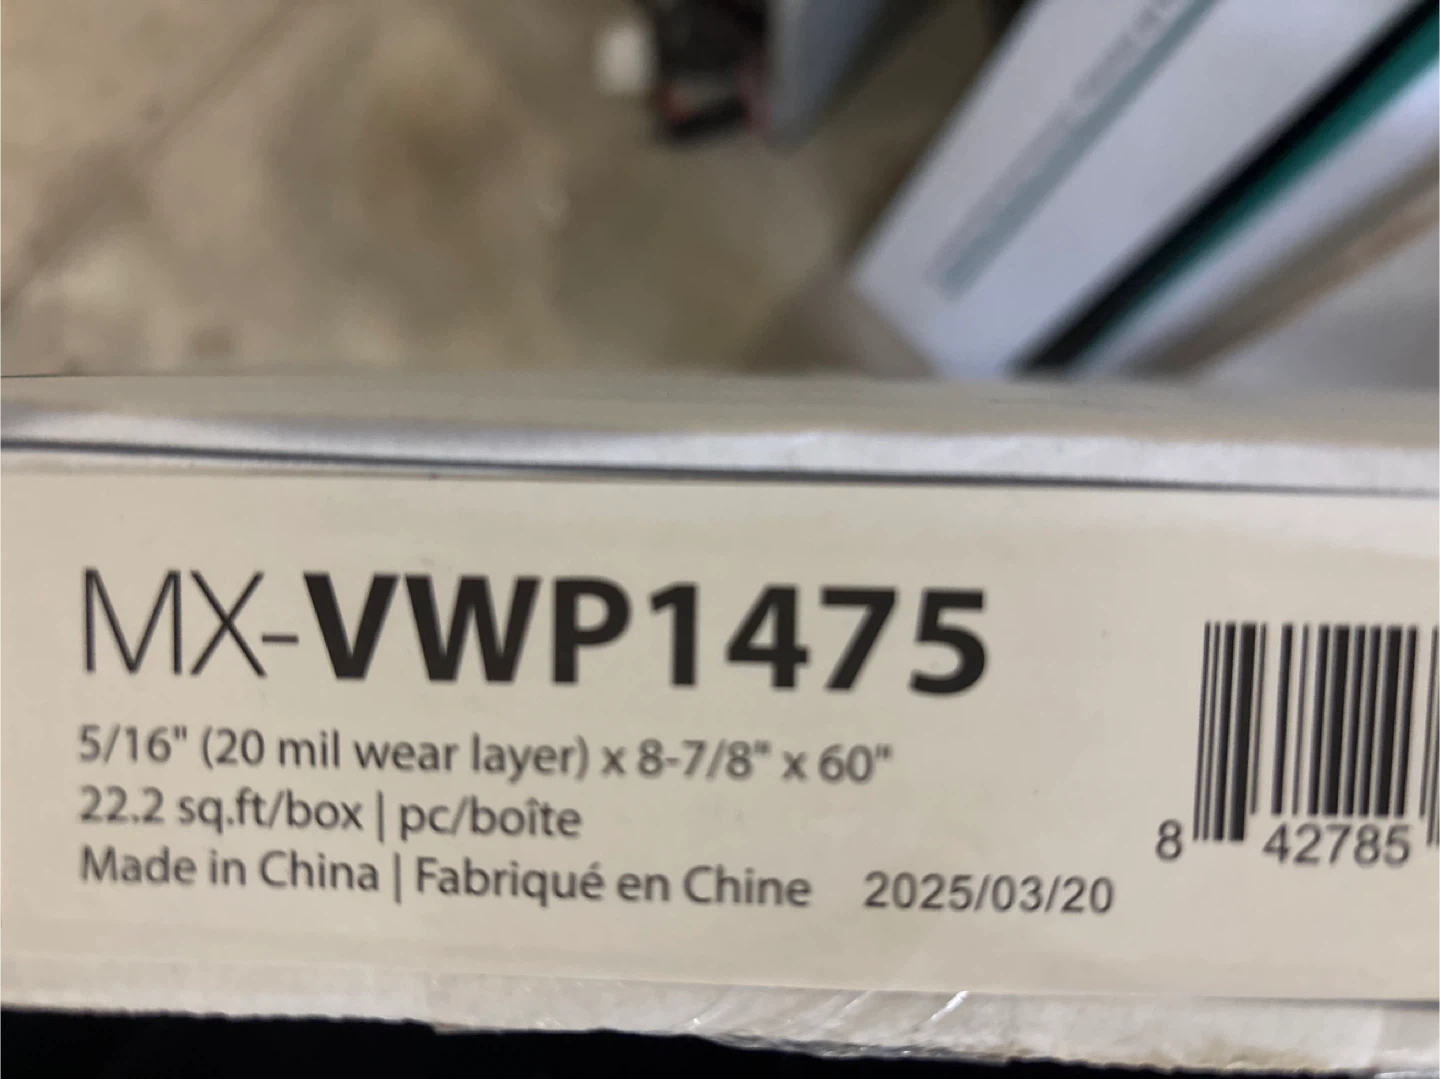 MX-VWP1475
5/16" (20 mil wear layer) x 8-7/8" x 60"
22.2 sq.ft/box | pc/boîte
Made in China | Fabriqué en Chine 2025/03/20
8 42785